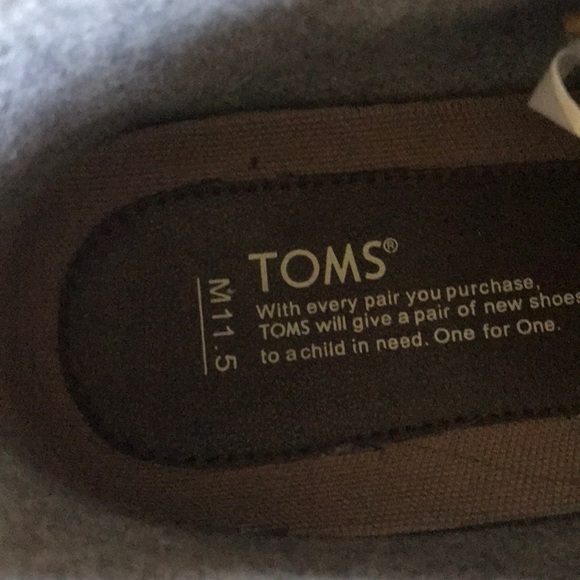 TOMS®
With every pair you purchase,
TOMS will give a pair of new shoes
to a child in need. One for One.
M11.5